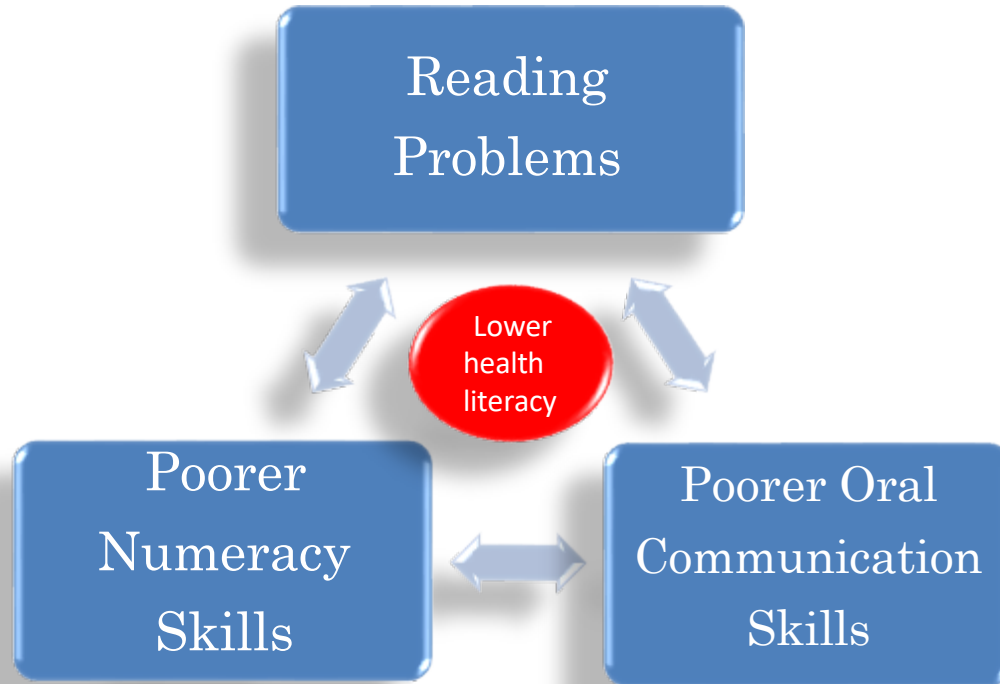 Reading
Problems
Lower
health
literacy
Poorer
Numeracy
Skills
Poorer Oral
Communication
Skills